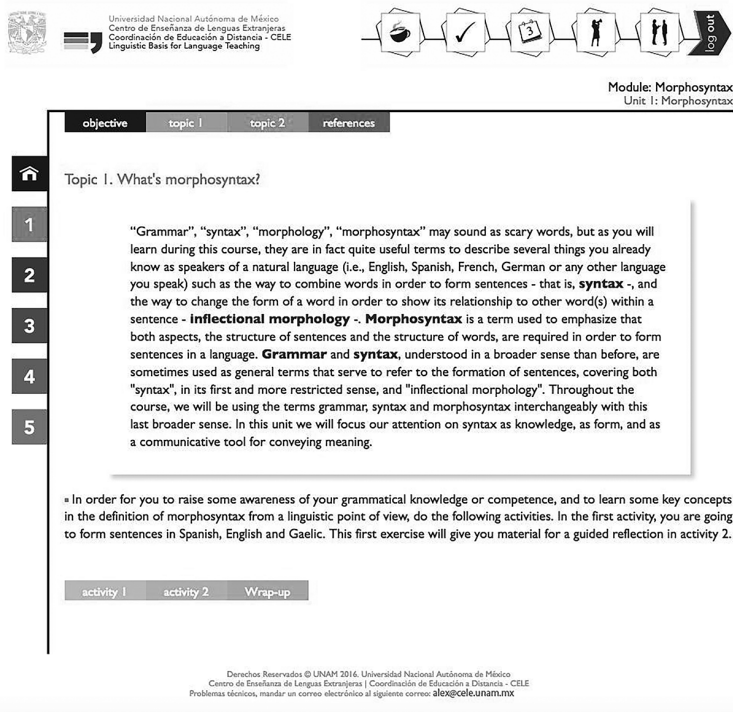 Universidad Nacional Autónoma de México
Centro de Enseñanza de Lenguas Extranjeras
Coordinación de Educación a Distancia - CELE
Linguistic Basis for Language Teaching
3
log out
Module: Morphosyntax
Unit 1: Morphosyntax
objective topic 1 topic 2 references
Topic 1. What's morphosyntax?
1
2
3
4
5
“Grammar”, “syntax”, “morphology”, “morphosyntax” may sound as scary words, but as you will
learn during this course, they are in fact quite useful terms to describe several things you already
know as speakers of a natural language (i.e., English, Spanish, French, German or any other language
you speak) such as the way to combine words in order to form sentences - that is, syntax -, and
the way to change the form of a word in order to show its relationship to other word(s) within a
sentence - inflectional morphology -. Morphosyntax is a term used to emphasize that
both aspects, the structure of sentences and the structure of words, are required in order to form
sentences in a language. Grammar and syntax, understood in a broader sense than before, are
sometimes used as general terms that serve to refer to the formation of sentences, covering both
"syntax", in its first and more restricted sense, and "inflectional morphology". Throughout the
course, we will be using the terms grammar, syntax and morphosyntax interchangeably with this
last broader sense. In this unit we will focus our attention on syntax as knowledge, as form, and as
a communicative tool for conveying meaning.
▪ In order for you to raise some awareness of your grammatical knowledge or competence, and to learn some key concepts
in the definition of morphosyntax from a linguistic point of view, do the following activities. In the first activity, you are going
to form sentences in Spanish, English and Gaelic. This first exercise will give you material for a guided reflection in activity 2.
activity 1 activity 2 Wrap-up
Derechos Reservados © UNAM 2016. Universidad Nacional Autónoma de México
Centro de Enseñanza de Lenguas Extranjeras | Coordinación de Educación a Distancia - CELE
Problemas técnicos, mandar un correo electrónico al siguiente correo: alex@cele.unam.mx